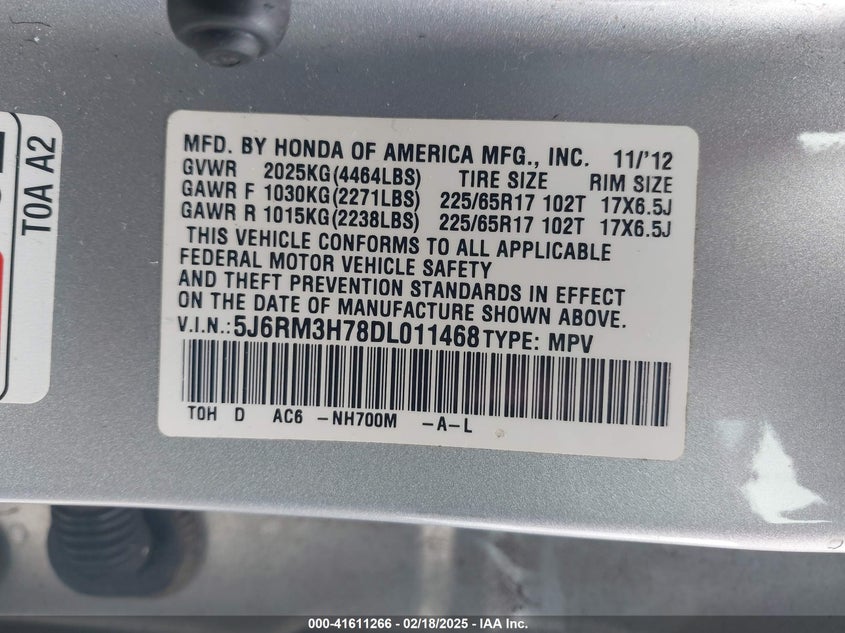 T0A A2
MFD. BY HONDA OF AMERICA MFG., INC. 11/'12
GVWR 2025KG(4464LBS) TIRE SIZE RIM SIZE
GAWR F 1030KG(2271LBS) 225/65R17 102T 17X6.5J
GAWR R 1015KG(2238LBS) 225/65R17 102T 17X6.5J
THIS VEHICLE CONFORMS TO ALL APPLICABLE
FEDERAL MOTOR VEHICLE SAFETY
AND THEFT PREVENTION STANDARDS IN EFFECT
ON THE DATE OF MANUFACTURE SHOWN ABOVE.
V.I.N.:5J6RM3H78DL011468 TYPE: MPV
T0H D AC6 -NH700M -A-L
000-41611266 - 02/18/2025 - IAA Inc.